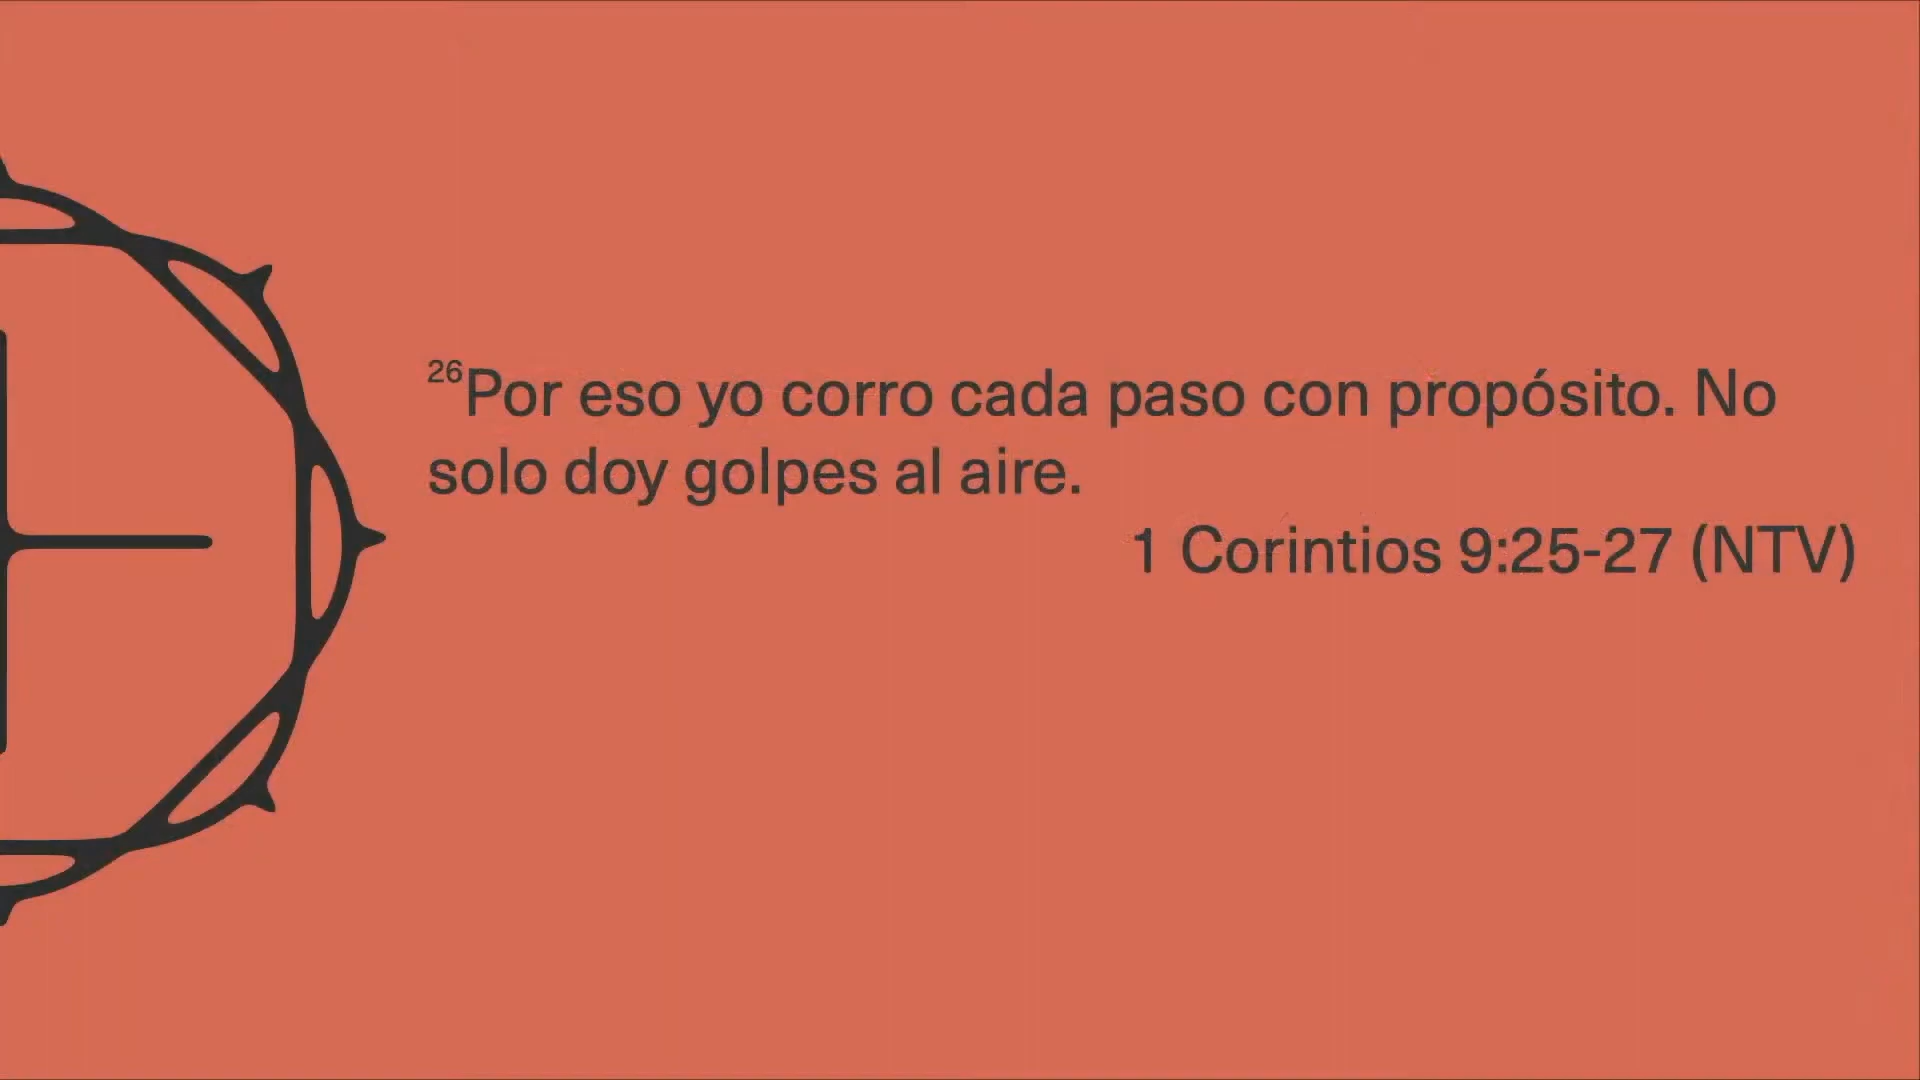 26Por eso yo corro cada paso con propósito. No
solo doy golpes al aire.
1 Corintios 9:25-27 (NTV)